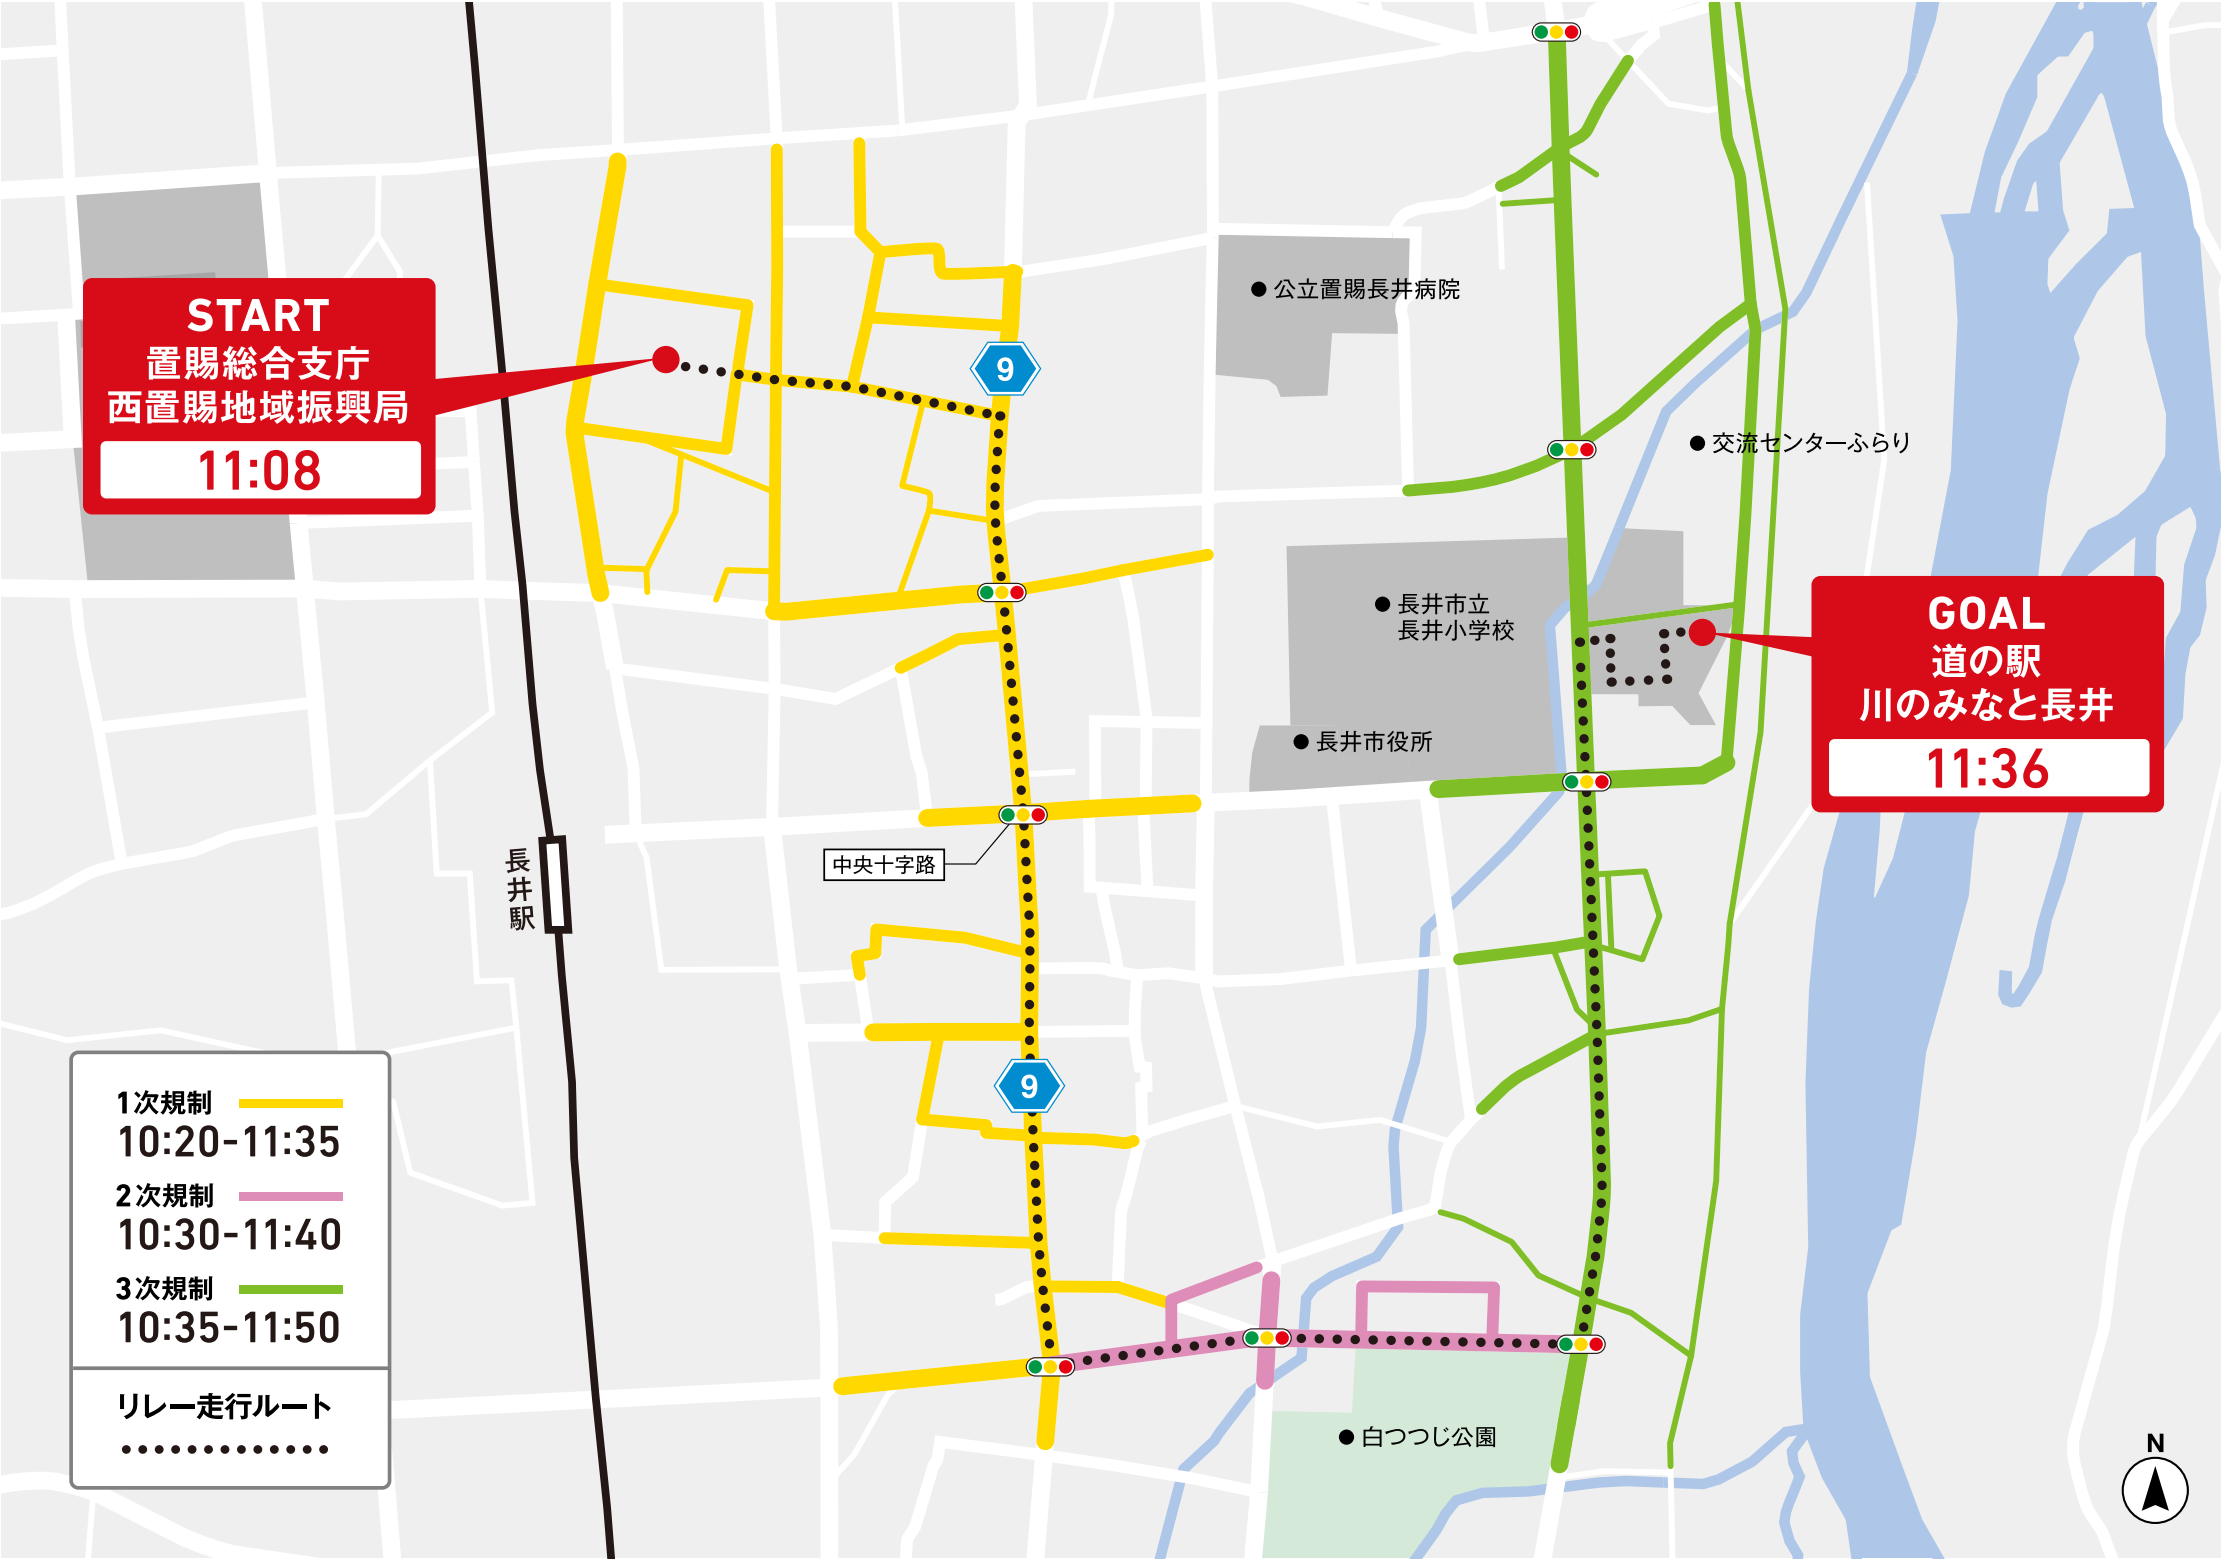 START
置賜総合支庁
西置賜地域振興局
11:08
9
公立置賜長井病院
交流センターふらり
長井市立
長井小学校
GOAL
道の駅
川のみなと長井
11:36
長井市役所
中央十字路
長井駅
9
1次規制
10:20-11:35
2次規制
10:30-11:40
3次規制
10:35-11:50
リレー走行ルート
白つつじ公園
N